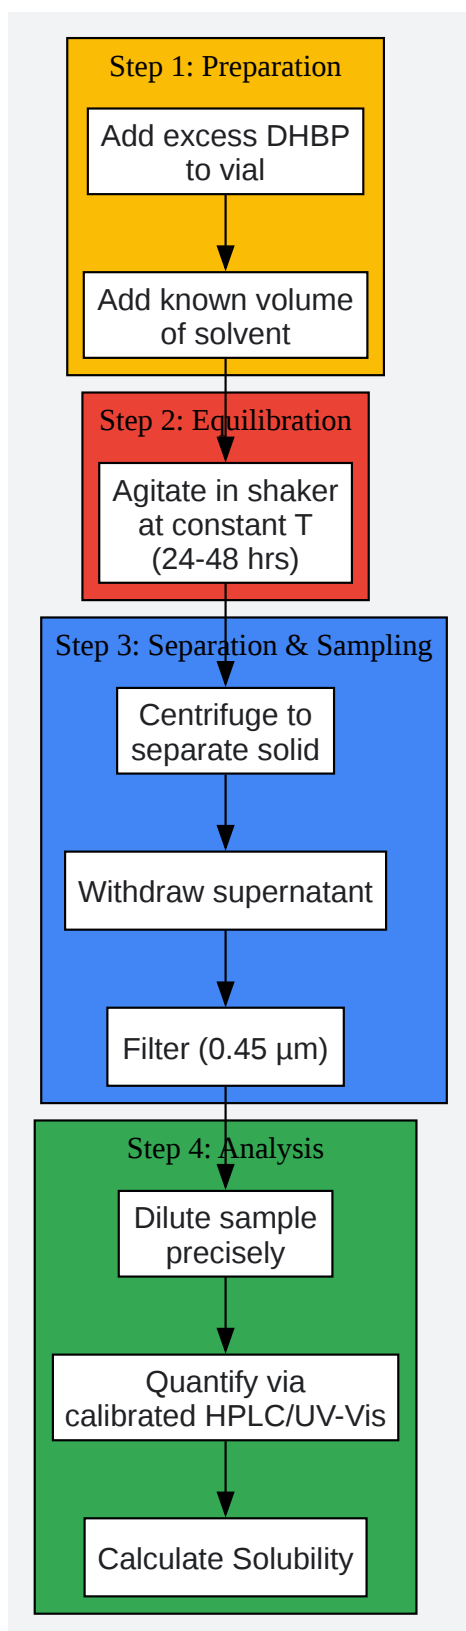 Step 1: Preparation
Add excess DHBP
to vial
Add known volume
of solvent
Step 2: Equilibration
Agitate in shaker
at constant T
(24-48 hrs)
Step 3: Separation & Sampling
Centrifuge to
separate solid
Withdraw supernatant
Filter (0.45 µm)
Step 4: Analysis
Dilute sample
precisely
Quantify via
calibrated HPLC/UV-Vis
Calculate Solubility